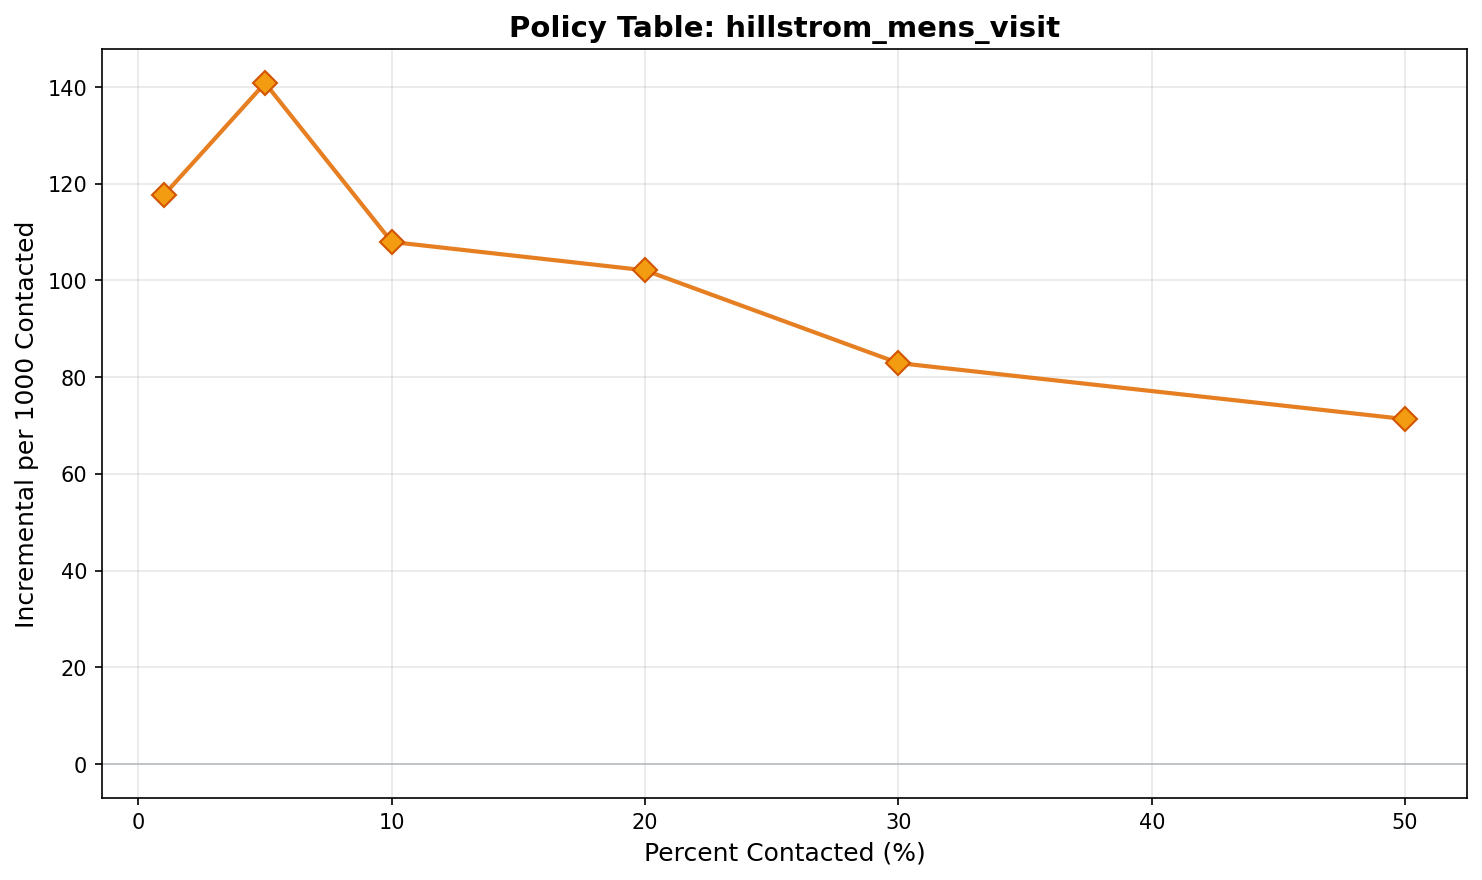 Policy Table: hillstrom_mens_visit
Incremental per 1000 Contacted
140
120
100
80
60
40
20
0
0 10 20 30 40 50
Percent Contacted (%)